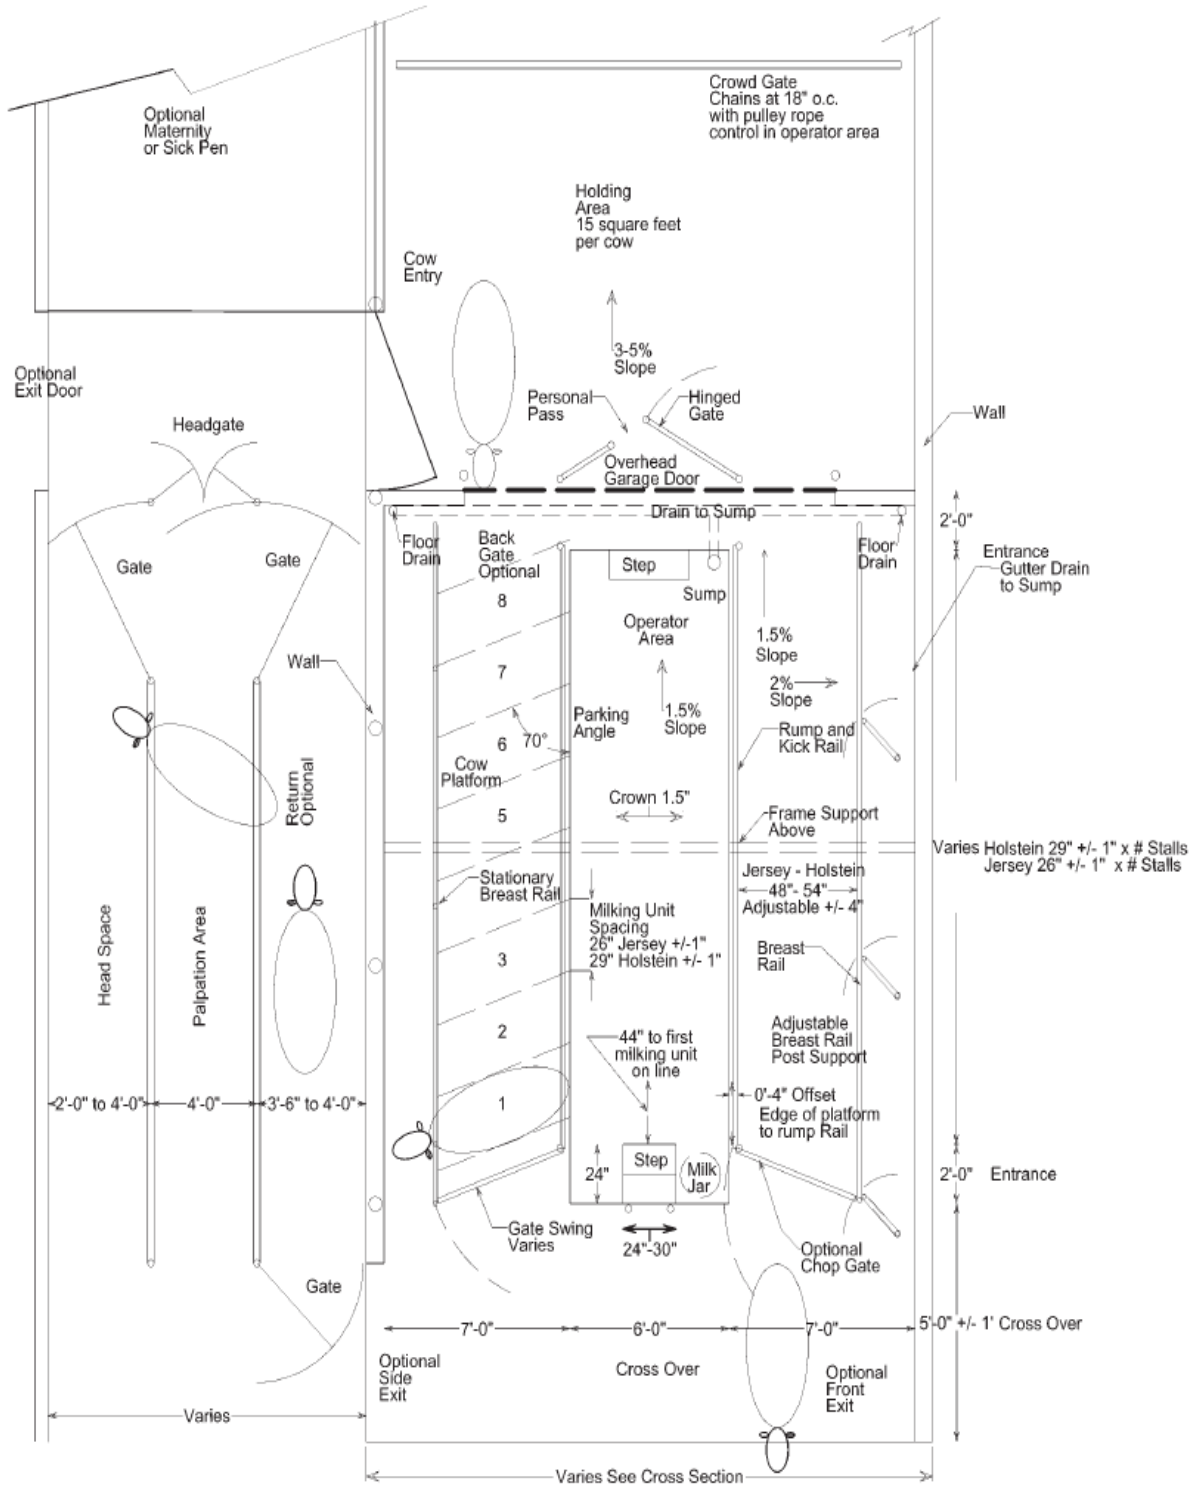 Crowd Gate
Chains at 18" o.c.
with pulley rope
control in operator area
Optional
Maternity
or Sick Pen
Holding
Area
15 square feet
per cow
Cow
Entry
3-5%
Slope
Optional
Exit Door
Personal
Pass
Hinged
Gate
Wall
Headgate
Overhead
Garage Door
Drain to Sump
2'-0"
Floor
Drain
Back
Gate
Optional
Step
Floor
Drain
Entrance
Gutter Drain
to Sump
Gate
Gate
8
Sump
Operator
Area
1.5%
Slope
Wall
7
2%
Slope
Parking
Angle
1.5%
Slope
Rump and
Kick Rail
6
70°
Cow
Platform
Return
Optional
Crown 1.5"
5
Frame Support
Above
Varies Holstein 29" +/- 1" x # Stalls
Jersey 26" +/- 1" x # Stalls
Stationary
Breast Rail
Jersey - Holstein
48"- 54"
Adjustable +/- 4"
Milking Unit
Spacing
26" Jersey +/-1"
29" Holstein +/- 1"
Head Space
Palpation Area
3
Breast
Rail
2
44" to first
milking unit
on line
Adjustable
Breast Rail
Post Support
2'-0" to 4'-0"
4'-0"
3'-6" to 4'-0"
1
0'-4" Offset
Edge of platform
to rump Rail
24"
Step
Milk
Jar
2'-0"
Entrance
Gate Swing
Varies
24"-30"
Optional
Chop Gate
Gate
7'-0"
6'-0"
7'-0"
5'-0" +/- 1' Cross Over
Optional
Side
Exit
Cross Over
Optional
Front
Exit
Varies
Varies See Cross Section